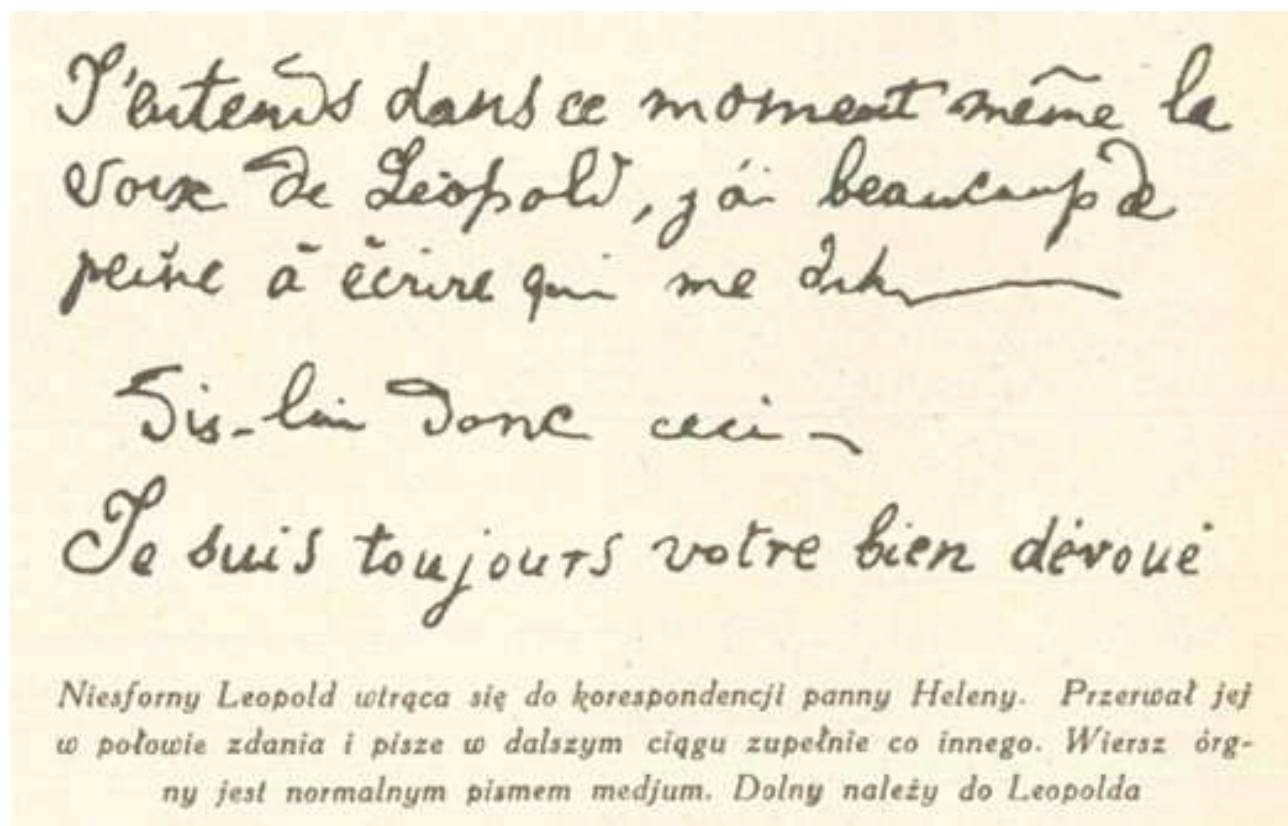 J'entends dans ce moment même la
voix de Léopold, j'ai beaucoup de
peine à écrire qui me dit
Dis-lui donc ceci -
Je suis toujours votre bien dévoué
Niesforny Leopold wtrąca się do korespondencji panny Heleny. Przerwał jej
w połowie zdania i pisze w dalszym ciągu zupełnie co innego. Wiersz órg-
ny jest normalnym pismem medjum. Dolny należy do Leopolda